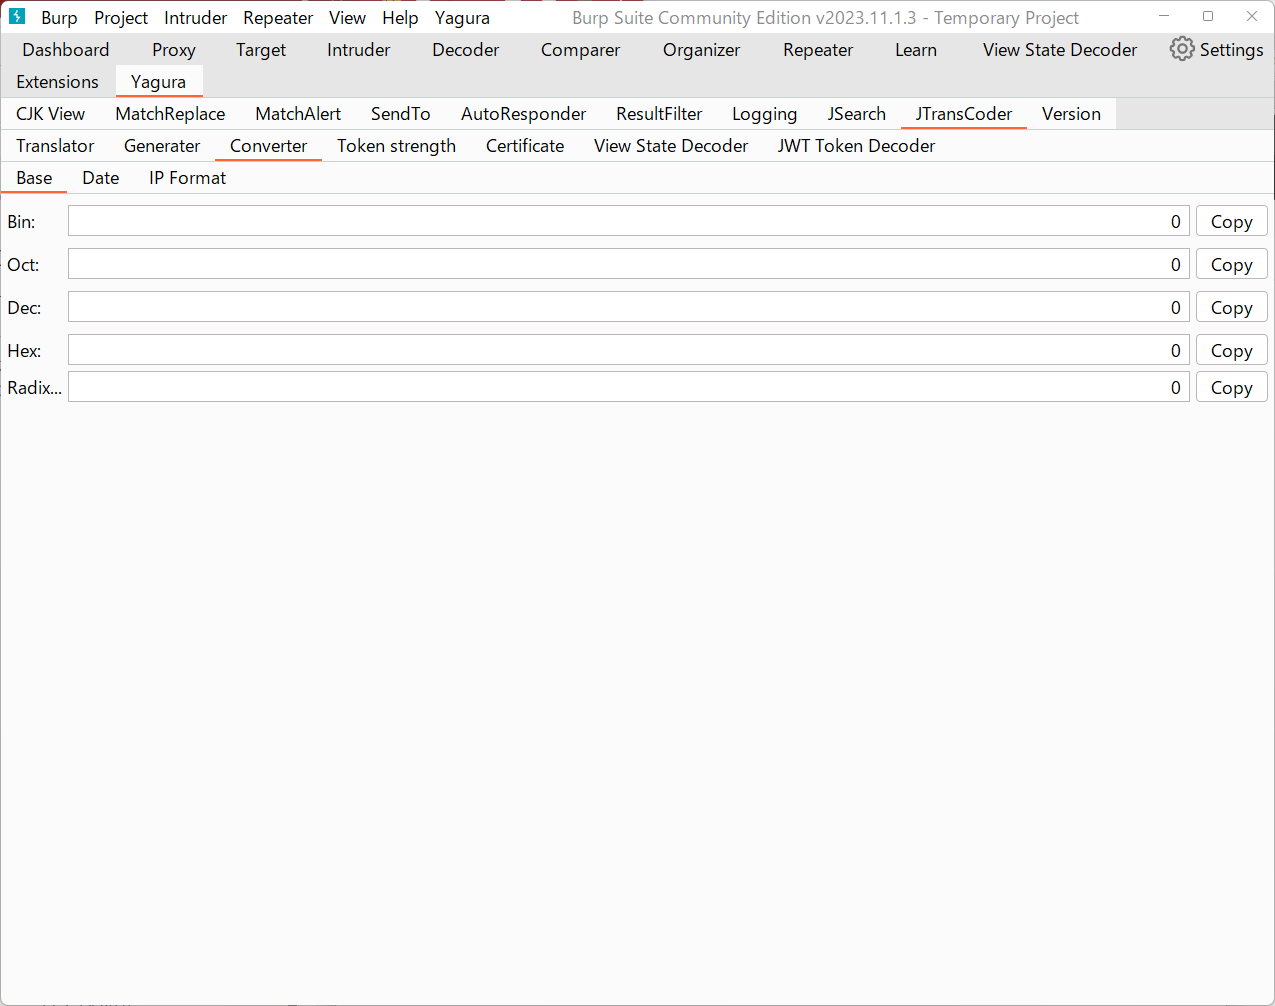 Burp Project Intruder Repeater View Help Yagura Burp Suite Community Edition v2023.11.1.3 - Temporary Project
Dashboard Proxy Target Intruder Decoder Comparer Organizer Repeater Learn View State Decoder Settings
Extensions Yagura
CJK View MatchReplace MatchAlert SendTo AutoResponder ResultFilter Logging JSearch JTransCoder Version
Translator Generater Converter Token strength Certificate View State Decoder JWT Token Decoder
Base Date IP Format
Bin: 0 Copy
Oct: 0 Copy
Dec: 0 Copy
Hex: 0 Copy
Radix... 0 Copy